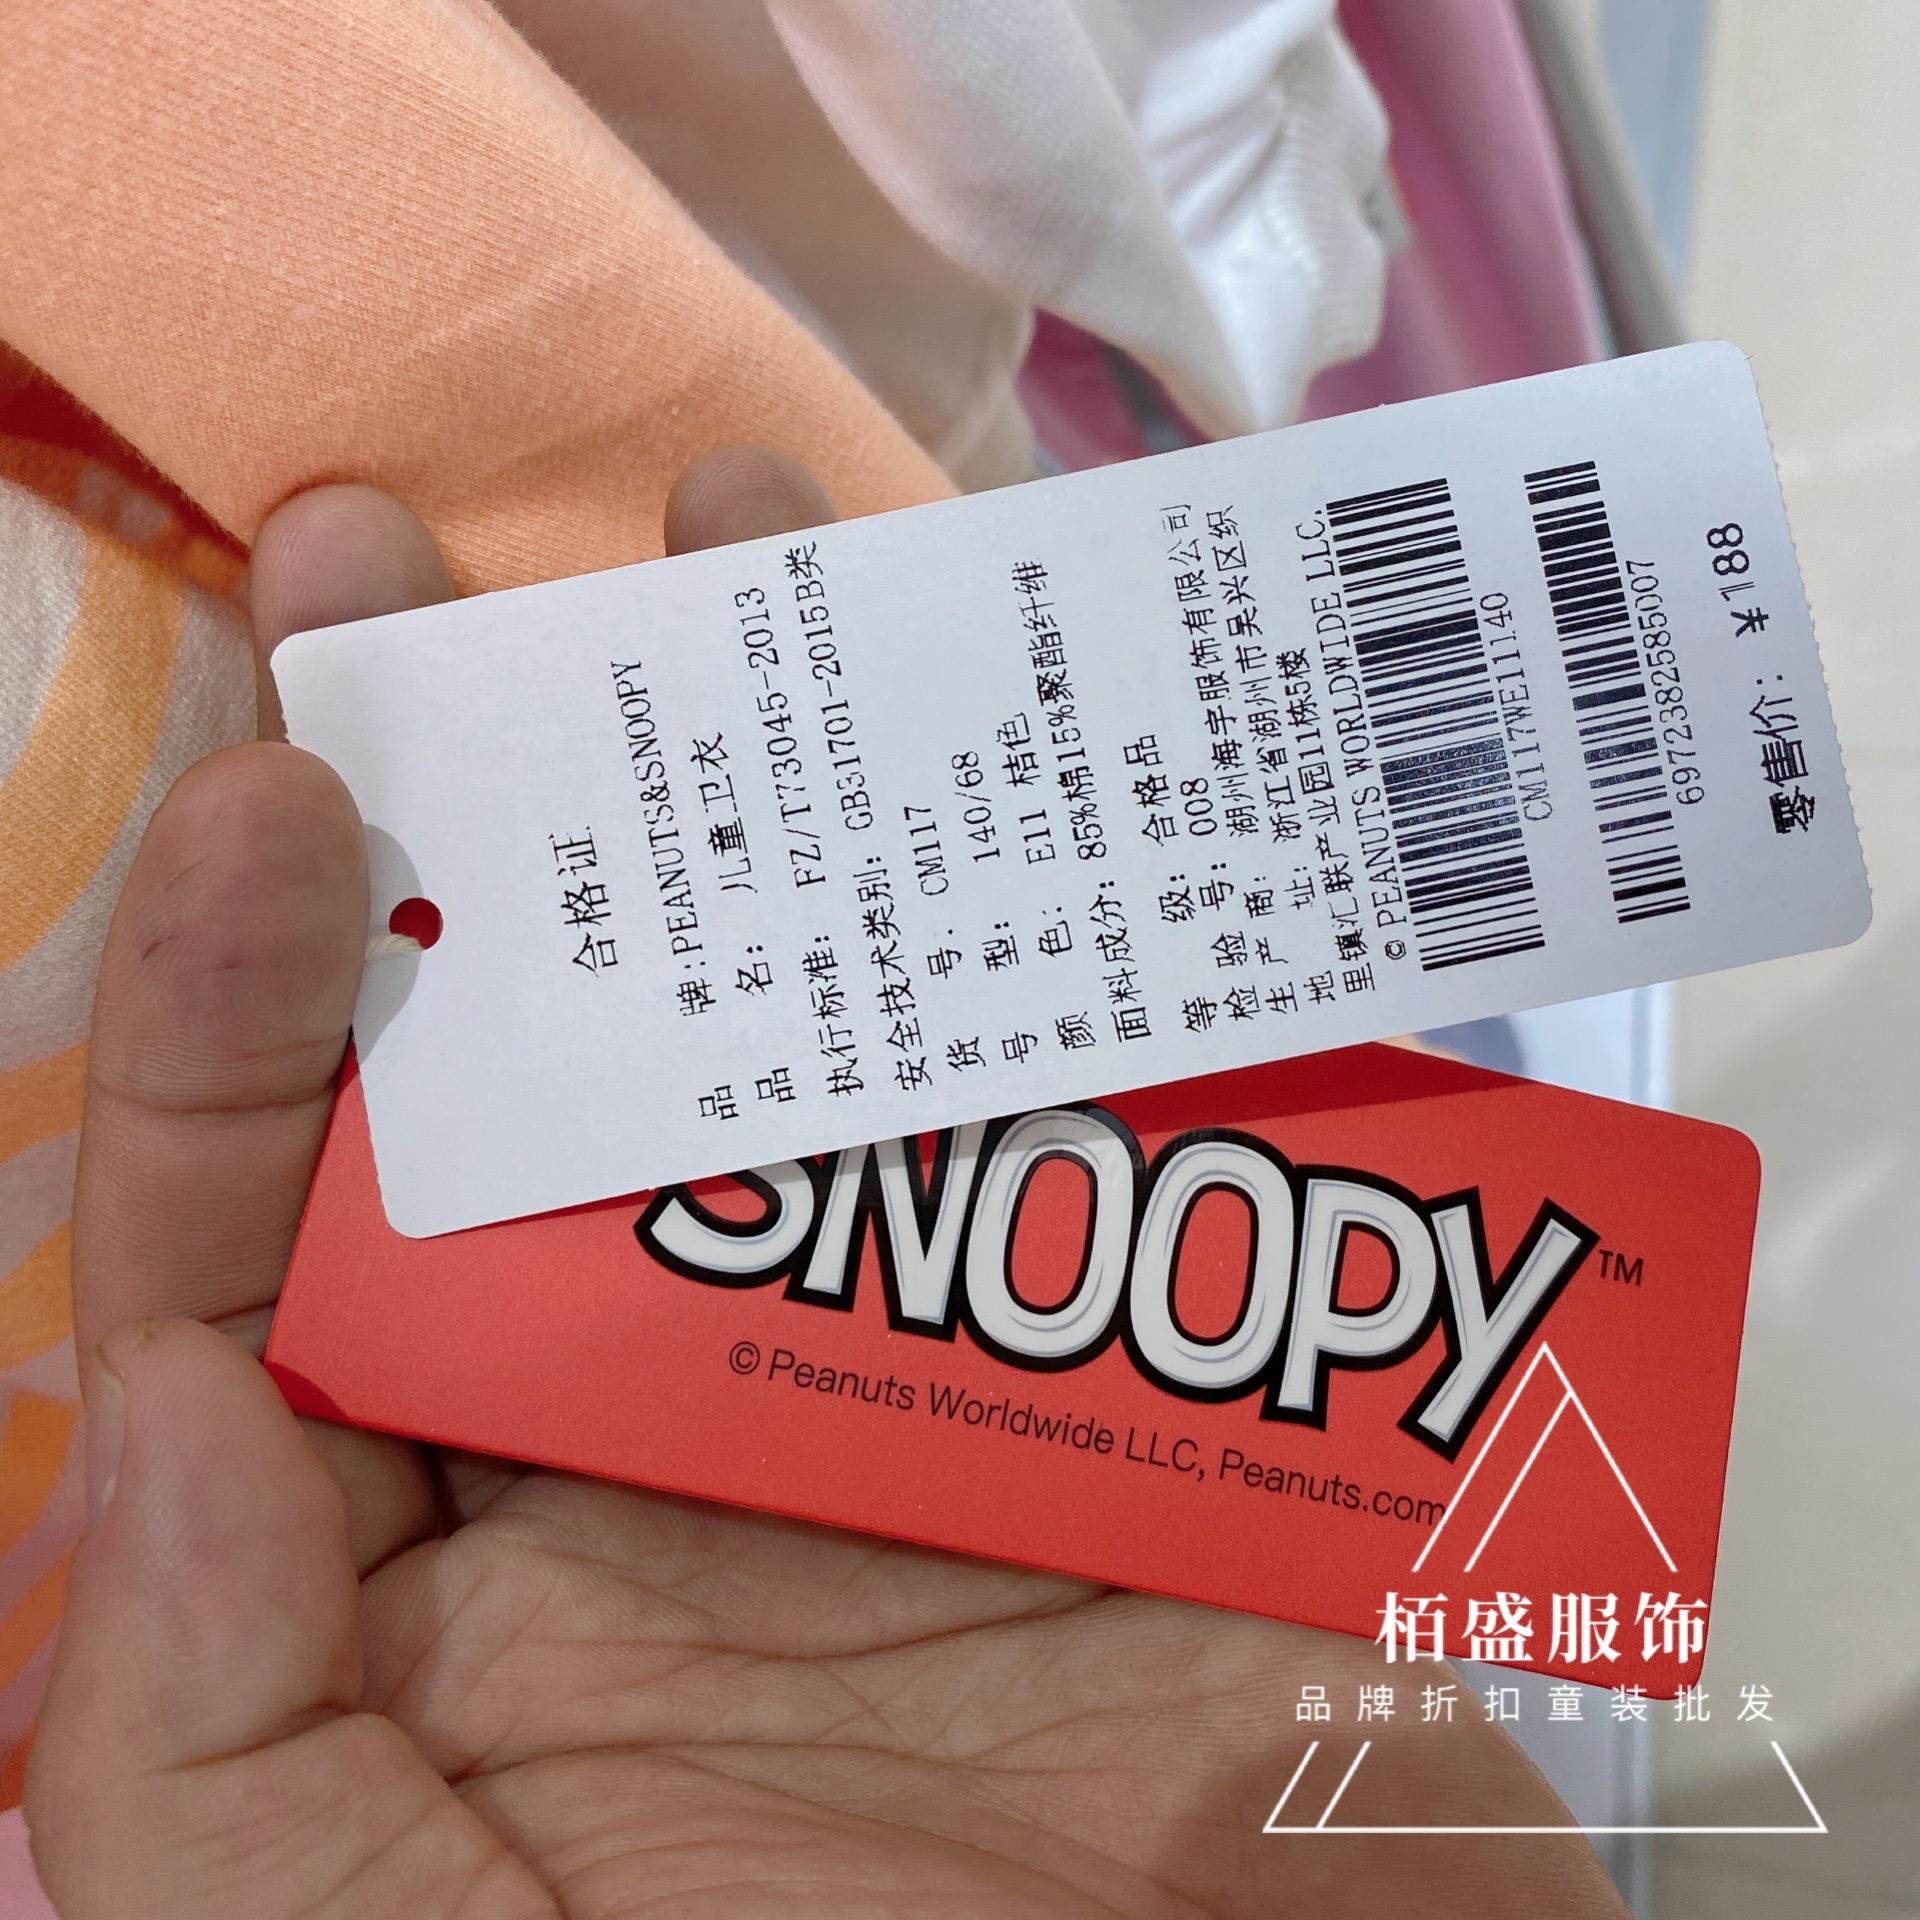 合格证
品 牌:PEANUTS&SNOOPY
品 名: 儿童卫衣
执行标准: FZ/T73045-2013
安全技术类别: GB31701-2015B类
货 号: CM117
号 型: 140/68
颜 色: E11 桔色
面料成分: 85%棉15%聚酯纤维
等 级: 合格品
检 验 号: 008
生 产 商: 湖州海宇服饰有限公司
地 址: 浙江省湖州市吴兴区织
里镇汇联产业园11栋5楼
© PEANUTS WORLDWIDE LLC.
CM117WE11140
6972382585007
零售价: ¥188
SNOOPY™
© Peanuts Worldwide LLC, Peanuts.com
栢盛服饰
品牌折扣童装批发